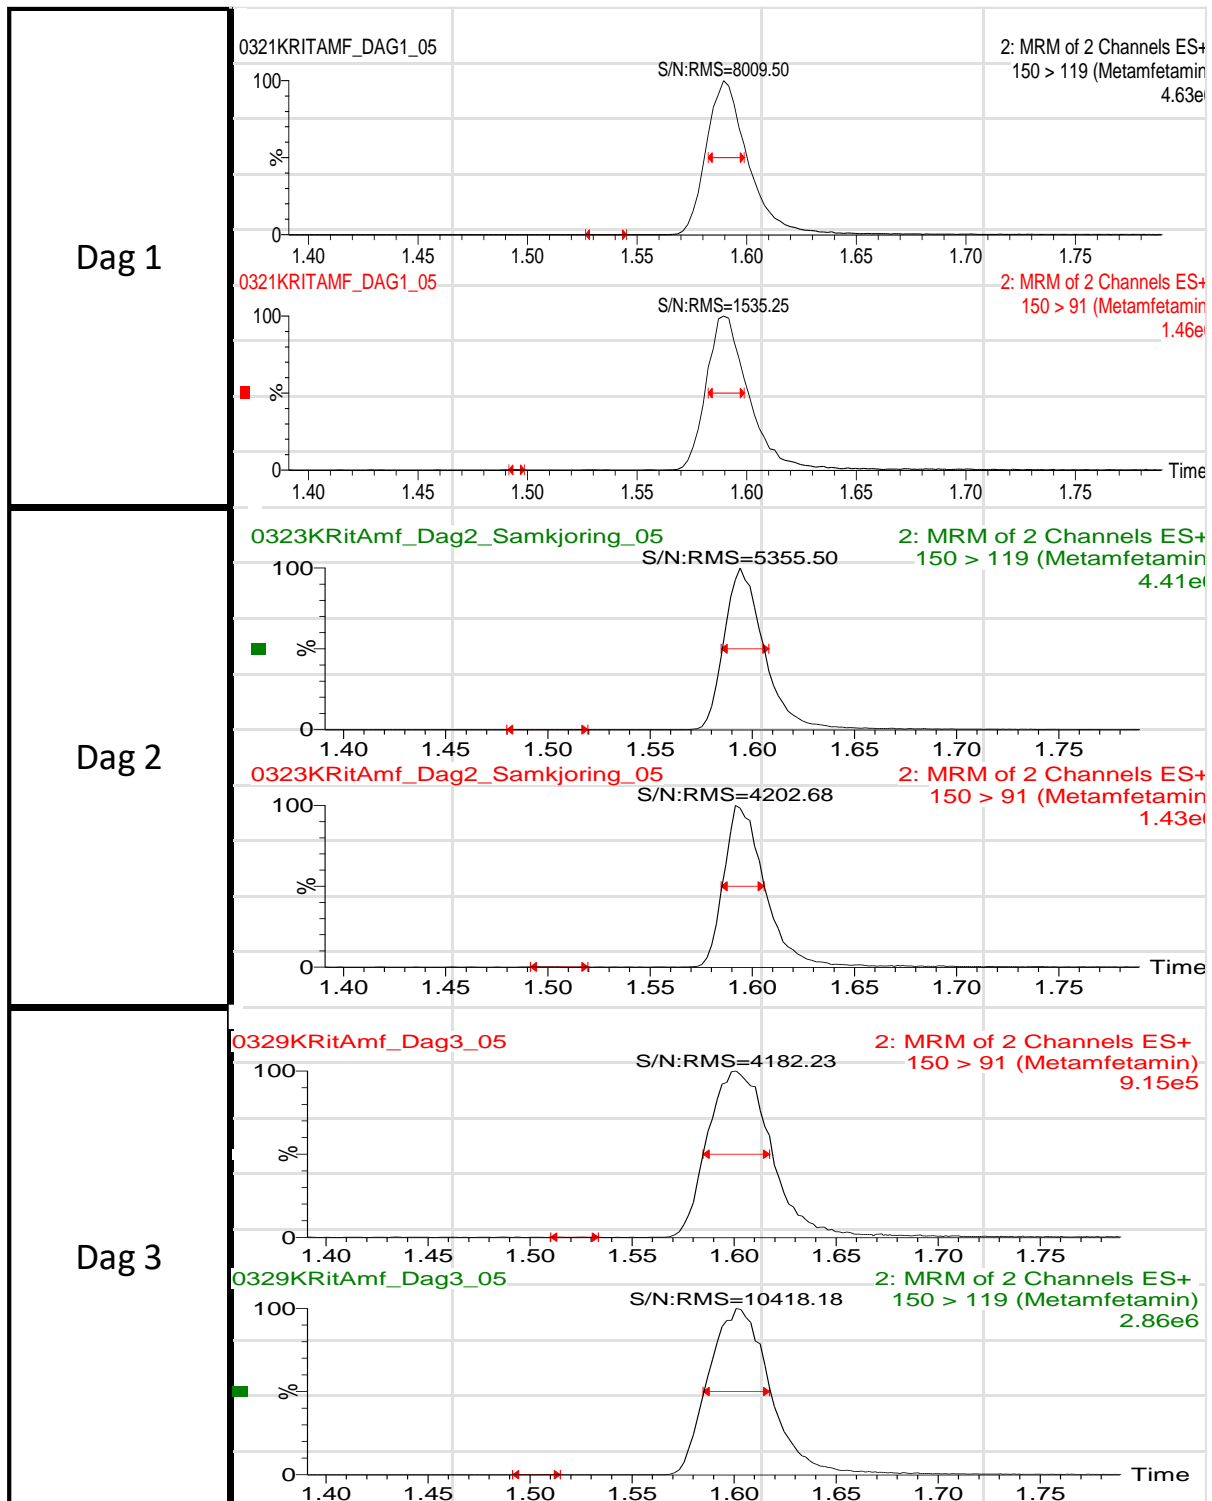 Dag 1
0321KRITAMF_DAG1_05
2: MRM of 2 Channels ES+
S/N:RMS=8009.50
150 > 119 (Metamfetamin
4.63e
100
%
0
1.40 1.45 1.50 1.55 1.60 1.65 1.70 1.75
0321KRITAMF_DAG1_05
2: MRM of 2 Channels ES+
S/N:RMS=1535.25
150 > 91 (Metamfetamin
1.46e
100
%
0
Time
1.40 1.45 1.50 1.55 1.60 1.65 1.70 1.75
Dag 2
0323KRitAmf_Dag2_Samkjoring_05
2: MRM of 2 Channels ES+
S/N:RMS=5355.50
150 > 119 (Metamfetamin
4.41e
100
%
0
1.40 1.45 1.50 1.55 1.60 1.65 1.70 1.75
0323KRitAmf_Dag2_Samkjoring_05
2: MRM of 2 Channels ES+
S/N:RMS=4202.68
150 > 91 (Metamfetamin
1.43e
100
%
0
Time
1.40 1.45 1.50 1.55 1.60 1.65 1.70 1.75
Dag 3
0329KRitAmf_Dag3_05
2: MRM of 2 Channels ES+
S/N:RMS=4182.23
150 > 91 (Metamfetamin)
9.15e5
100
%
0
1.40 1.45 1.50 1.55 1.60 1.65 1.70 1.75
0329KRitAmf_Dag3_05
2: MRM of 2 Channels ES+
S/N:RMS=10418.18
150 > 119 (Metamfetamin)
2.86e6
100
%
0
Time
1.40 1.45 1.50 1.55 1.60 1.65 1.70 1.75